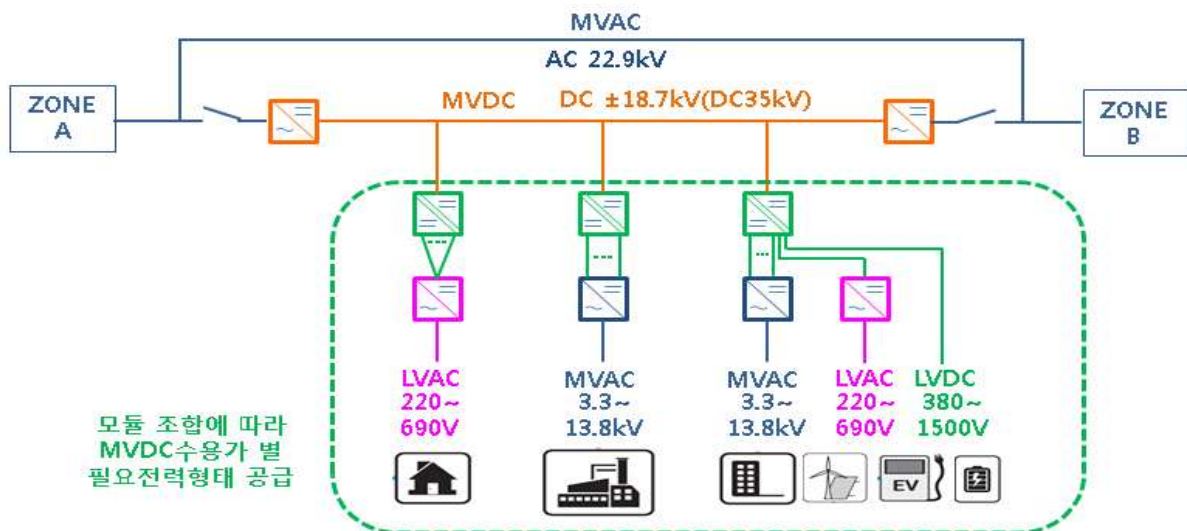 MVAC
AC 22.9kV
ZONE
A
MVDC DC ±18.7kV(DC35kV)
ZONE
B
LVAC
220~
690V
MVAC
3.3~
13.8kV
MVAC
3.3~
13.8kV
LVAC
220~
690V
LVDC
380~
1500V
모듈 조합에 따라
MVDC수용가 별
필요전력형태 공급
EV